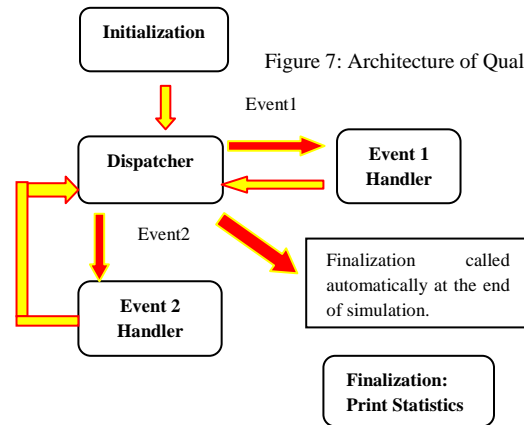 Initialization
Figure 7: Architecture of Qual
Event1
Dispatcher
Event 1
Handler
Event2
Finalization called
automatically at the end
of simulation.
Event 2
Handler
Finalization:
Print Statistics